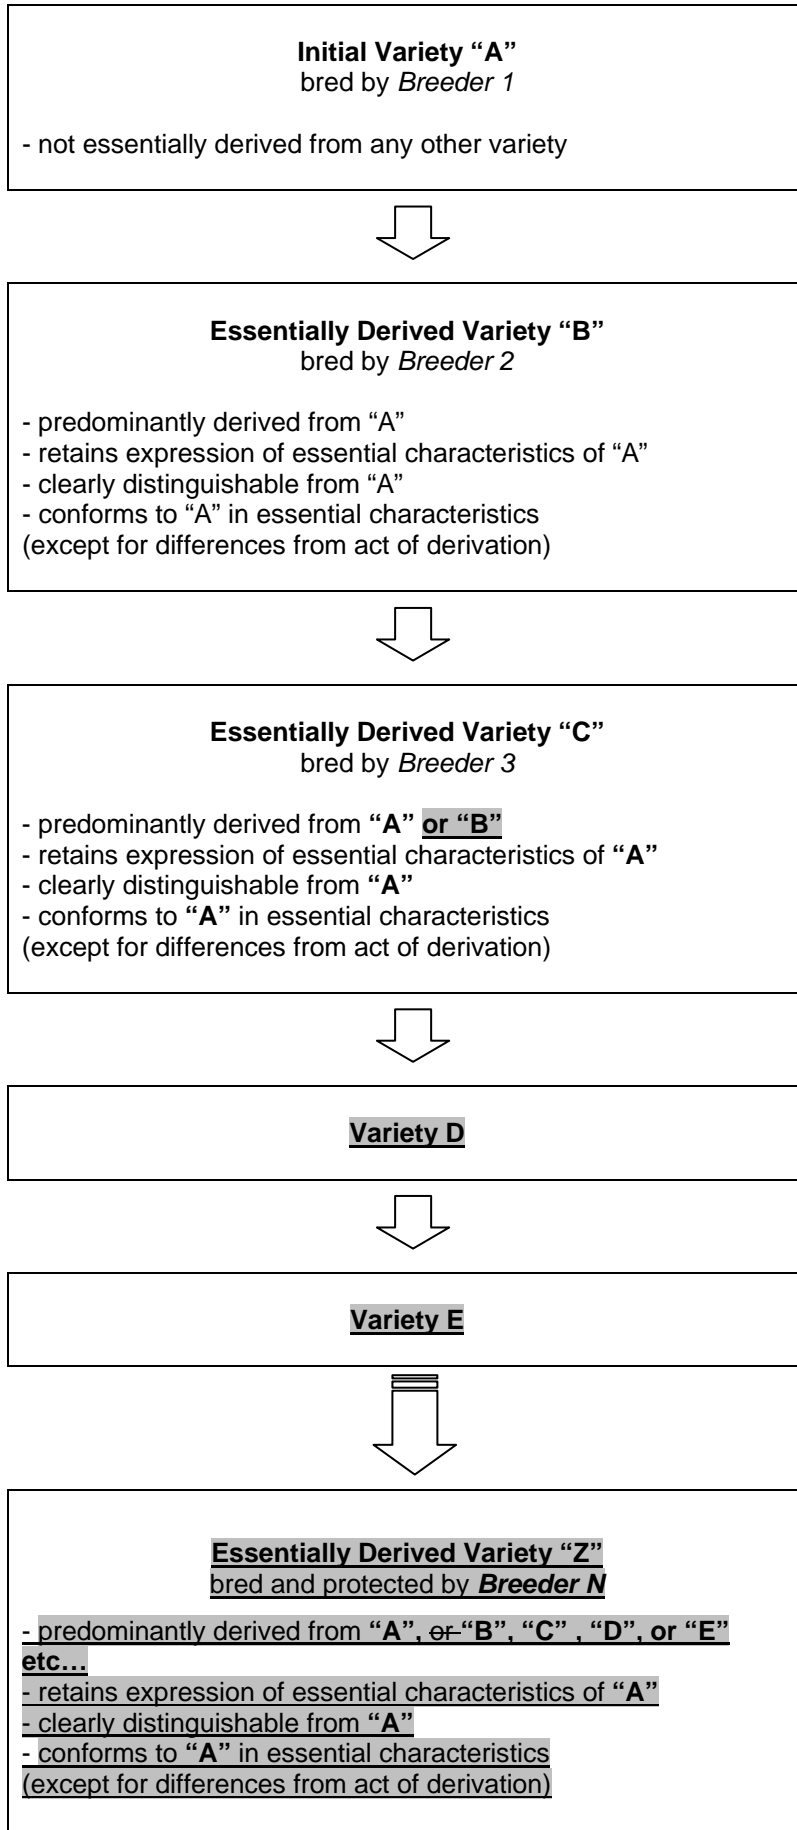 Initial Variety “A”
bred by Breeder 1
- not essentially derived from any other variety
Essentially Derived Variety “B”
bred by Breeder 2
- predominantly derived from “A”
- retains expression of essential characteristics of “A”
- clearly distinguishable from “A”
- conforms to “A” in essential characteristics
(except for differences from act of derivation)
Essentially Derived Variety “C”
bred by Breeder 3
- predominantly derived from “A” or “B”
- retains expression of essential characteristics of “A”
- clearly distinguishable from “A”
- conforms to “A” in essential characteristics
(except for differences from act of derivation)
Variety D
Variety E
Essentially Derived Variety “Z”
bred and protected by Breeder N
- predominantly derived from “A”, or “B”, “C” , “D”, or “E”
etc…
- retains expression of essential characteristics of “A”
- clearly distinguishable from “A”
- conforms to “A” in essential characteristics
(except for differences from act of derivation)